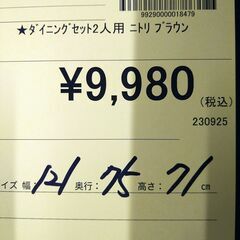 99290000018479
★ダイニングセット2人用 ニトリ ブラウン
¥9,980
(税込)
230925
イズ 幅 121 奥行: 75 高さ: 71 cm